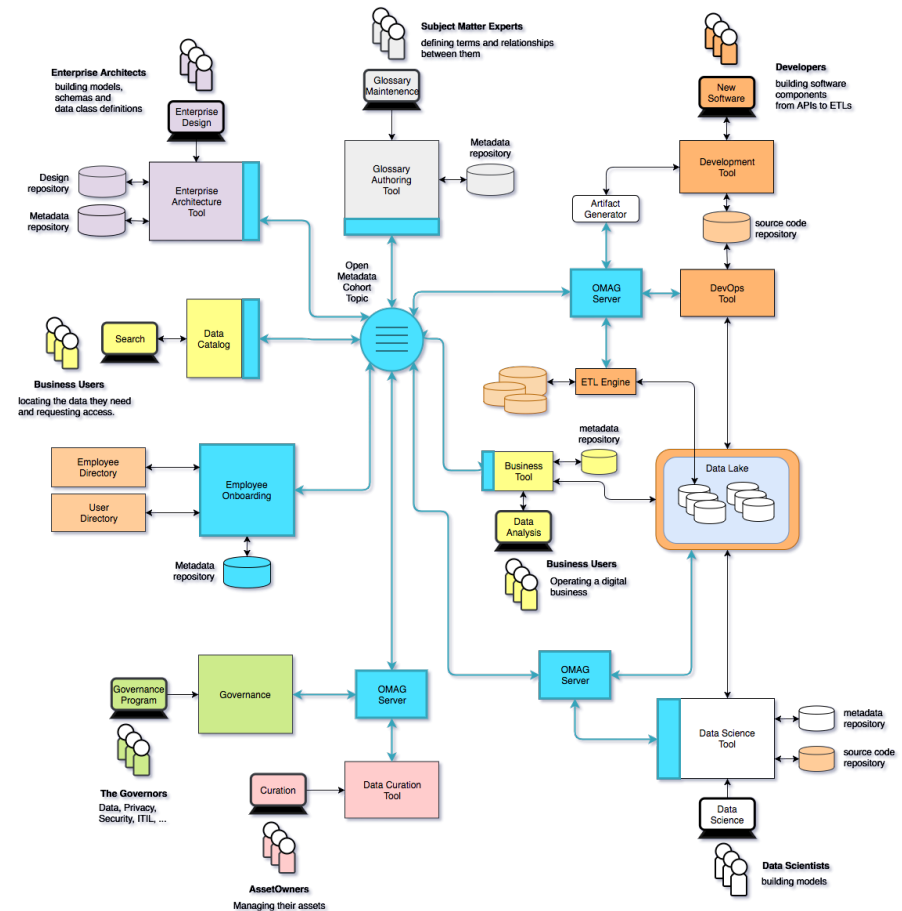 Subject Matter Experts
defining terms and relationships
between them
Enterprise Architects
building models,
schemas and
data class definitions
Enterprise
Design
Glossary
Maintenence
Developers
building software
components
from APIs to ETLs
New
Software
Design
repository
Metadata
repository
Enterprise
Architecture
Tool
Glossary
Authoring
Tool
Metadata
repository
Development
Tool
Artifact
Generator
source code
repository
Open
Metadata
Cohort
Topic
OMAG
Server
DevOps
Tool
Search
Data
Catalog
Business Users
locating the data they need
and requesting access.
ETL Engine
Employee
Directory
User
Directory
Employee
Onboarding
Metadata
repository
metadata
repository
Business
Tool
Data
Analysis
Business Users
Operating a digital
business
Data Lake
Governance
Program
Governance
OMAG
Server
The Governors
Data, Privacy,
Security, ITIL, ...
Curation
Data Curation
Tool
AssetOwners
Managing their assets
OMAG
Server
Data Science
Tool
metadata
repository
source code
repository
Data
Science
Data Scientists
building models